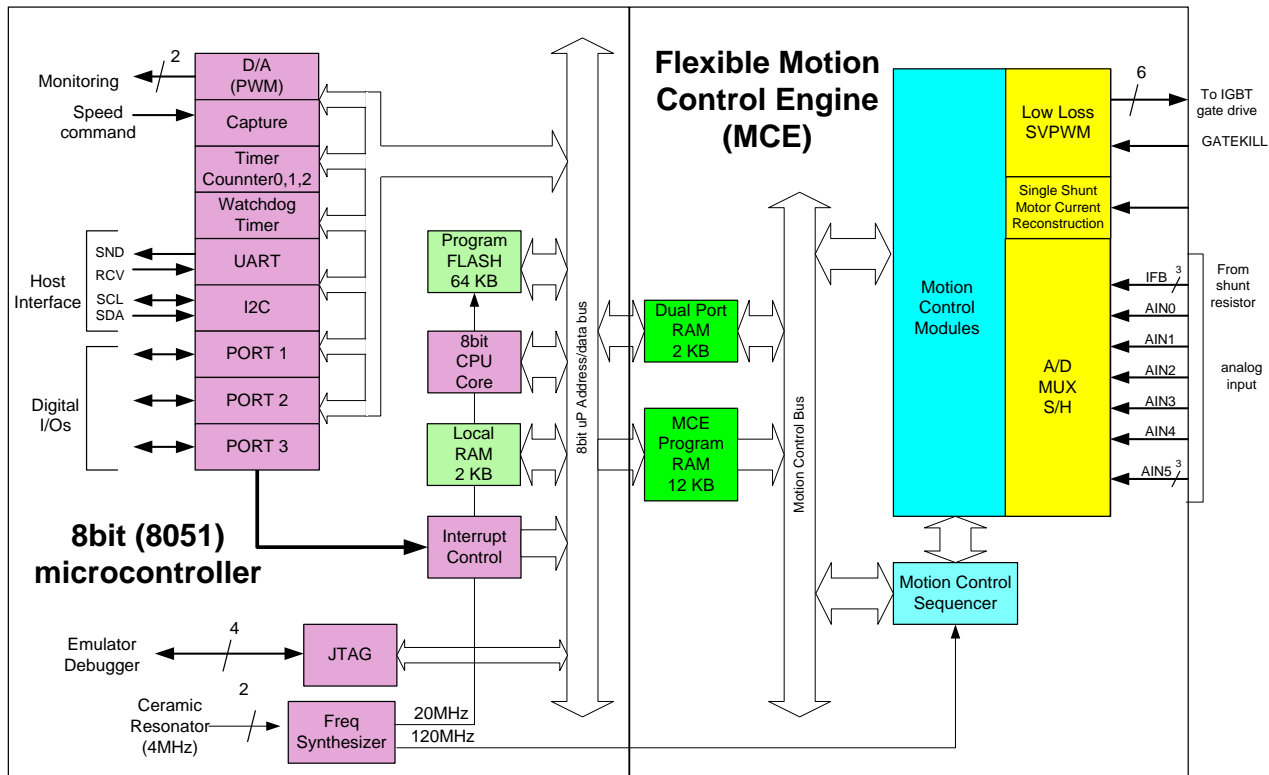 2
D/A
(PWM)
Monitoring
Speed
command
Capture
Timer
Counnter0,1,2
Watchdog
Timer
SND
RCV
UART
Host
Interface
SCL
SDA
I2C
PORT 1
Digital
I/Os
PORT 2
PORT 3
8bit (8051)
microcontroller
Program
FLASH
64 KB
8bit
CPU
Core
Local
RAM
2 KB
Interrupt
Control
4
Emulator
Debugger
JTAG
2
Ceramic
Resonator
(4MHz)
Freq
Synthesizer
20MHz
120MHz
8bit uP Address/data bus
Flexible Motion
Control Engine
(MCE)
Dual Port
RAM
2 KB
MCE
Program
RAM
12 KB
Motion Control Bus
Motion
Control
Modules
Low Loss
SVPWM
Single Shunt
Motor Current
Reconstruction
A/D
MUX
S/H
Motion Control
Sequencer
6
To IGBT
gate drive
GATEKILL
IFB
3
From
shunt
resistor
AIN0
AIN1
AIN2
analog
input
AIN3
AIN4
AIN5
3